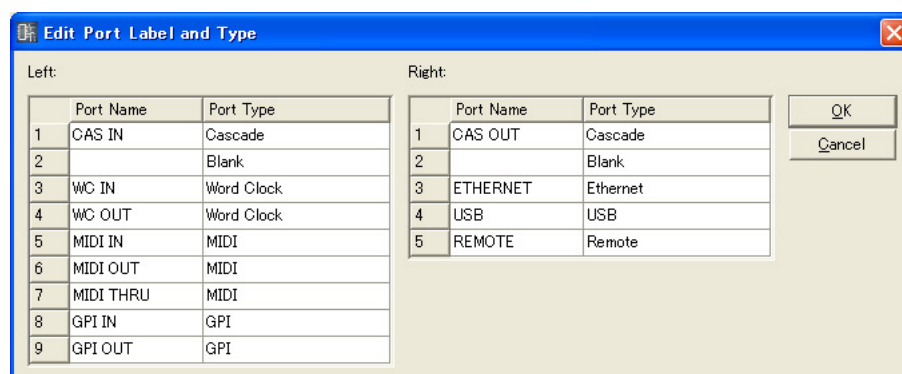 Edit Port Label and Type
Left:
Port Name Port Type
1 CAS IN Cascade
2 Blank
3 WC IN Word Clock
4 WC OUT Word Clock
5 MIDI IN MIDI
6 MIDI OUT MIDI
7 MIDI THRU MIDI
8 GPI IN GPI
9 GPI OUT GPI
Right:
Port Name Port Type
1 CAS OUT Cascade
2 Blank
3 ETHERNET Ethernet
4 USB USB
5 REMOTE Remote
OK
Cancel